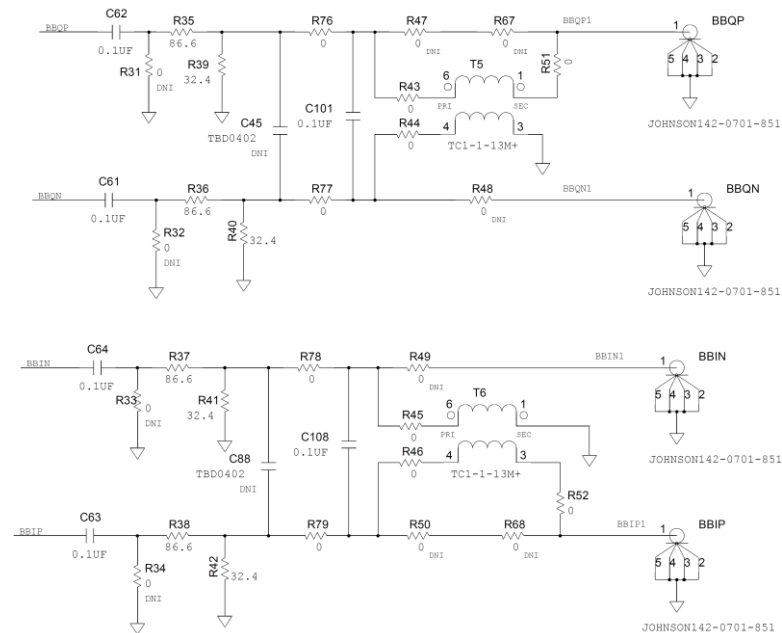 C62
R35
R76
R47
R67
BBQP
BBQP1
1
BBQP
0.1UF
86.6
0
0
DNI
0
DNI
R31
0
DNI
R39
32.4
5 4 3 2
R51
0
T5
6
1
R43
0
PRI
SEC
C45
TBD0402
DNI
C101
0.1UF
R44
0
4
3
TC1-1-13M+
JOHNSON142-0701-851
C61
R36
R77
R48
BBQN
BBQN1
1
BBQN
0.1UF
86.6
0
0
DNI
R32
0
DNI
R40
32.4
5 4 3 2
JOHNSON142-0701-851
C64
R37
R78
R49
BBIN
BBIN1
1
BBIN
0.1UF
86.6
0
0
DNI
R33
0
DNI
R41
32.4
5 4 3 2
T6
6
1
R45
0
PRI
SEC
C88
TBD0402
DNI
C108
0.1UF
R46
0
4
3
TC1-1-13M+
JOHNSON142-0701-851
R52
0
C63
R38
R79
R50
R68
BBIP
BBIP1
1
BBIP
0.1UF
86.6
0
0
DNI
0
DNI
R34
0
DNI
R42
32.4
5 4 3 2
JOHNSON142-0701-851